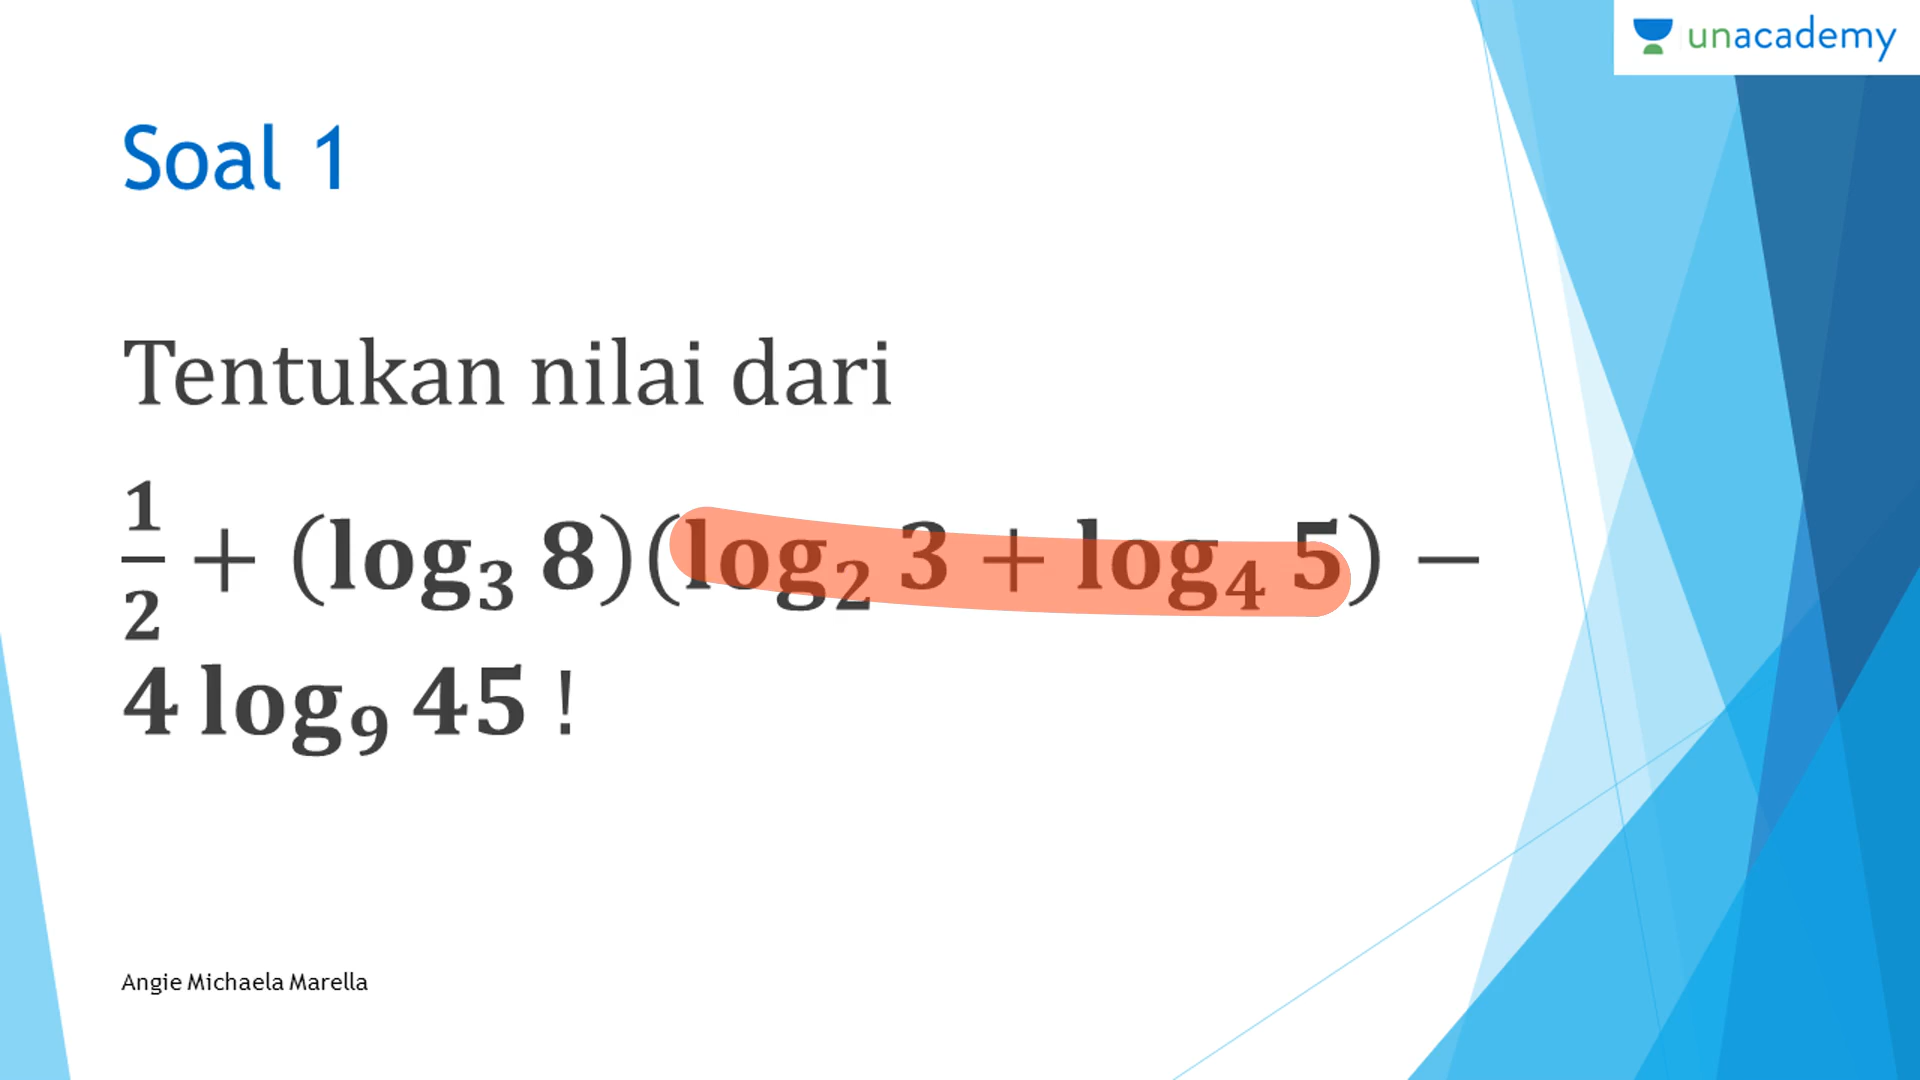 unacademy
Soal 1
Tentukan nilai dari
1/2 + (log₃ 8)(log₂ 3 + log₄ 5) −
4 log₉ 45 !
Angie Michaela Marella